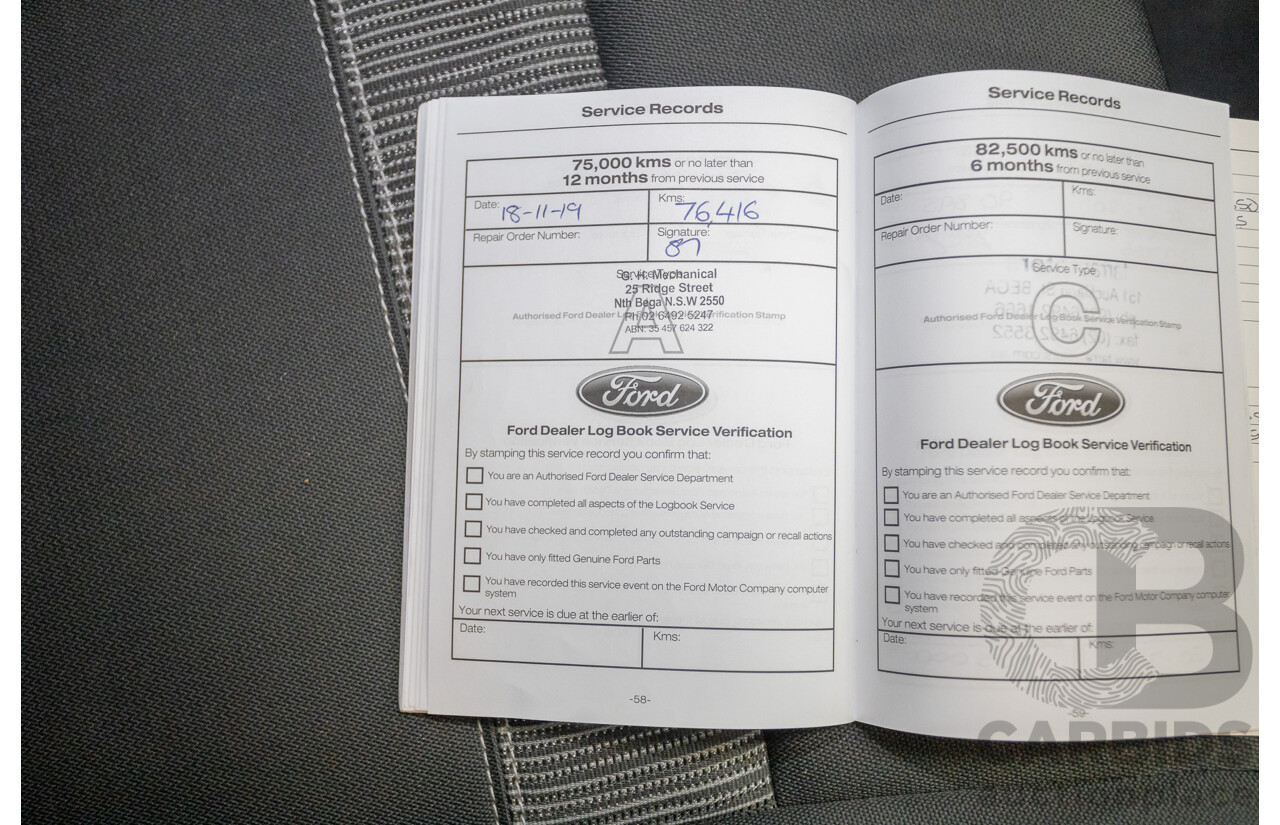 Service Records
75,000 kms or no later than
12 months from previous service
Date: 18-11-19
Kms: 76,416
Repair Order Number:
Signature:
Service Type
G. H. Mechanical
25 Ridge Street
Nth Bega N.S.W 2550
Authorised Ford Dealer Log Book Service Verification Stamp
Ph 02 6492 5247
ABN: 35 457 624 322
A
Ford
Ford Dealer Log Book Service Verification
By stamping this service record you confirm that:
You are an Authorised Ford Dealer Service Department
You have completed all aspects of the Logbook Service
You have checked and completed any outstanding campaign or recall actions
You have only fitted Genuine Ford Parts
You have recorded this service event on the Ford Motor Company computer
system
Your next service is due at the earlier of:
Date:
Kms:
-58-
Service Records
82,500 kms or no later than
6 months from previous service
Date:
Kms:
Repair Order Number:
Signature:
Service Type
Authorised Ford Dealer Log Book Service Verification Stamp
C
Ford
Ford Dealer Log Book Service Verification
By stamping this service record you confirm that:
You are an Authorised Ford Dealer Service Department
You have completed all aspects of the Logbook Service
You have checked and completed any outstanding campaign or recall actions
You have only fitted Genuine Ford Parts
You have recorded this service event on the Ford Motor Company computer
system
Your next service is due at the earlier of:
Date:
Kms:
-59-
CB
CARBIDS